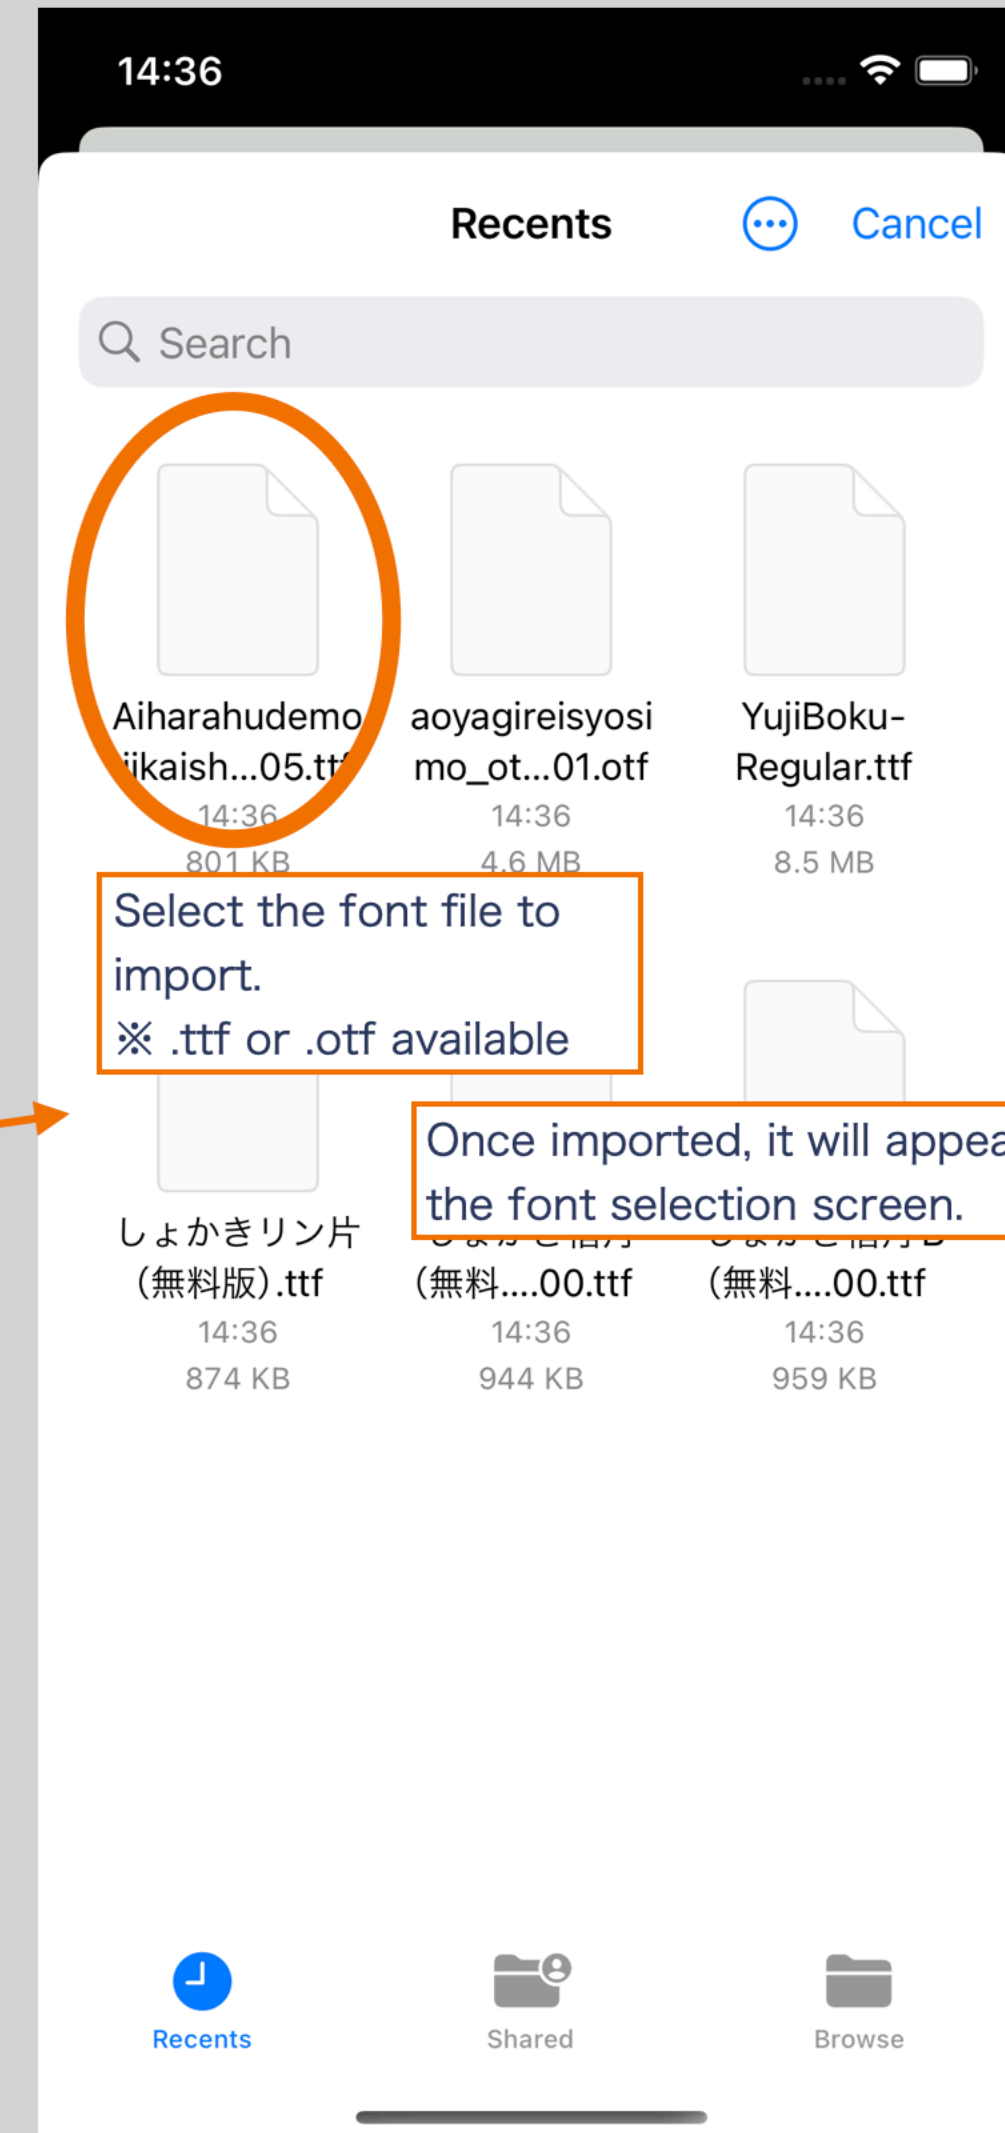 14:36
Recents
Cancel
Search
Aiharahudemo
jikaish...05.ttf
14:36
801 KB
aoyagireisyosi
mo_ot...01.otf
14:36
4.6 MB
YujiBoku-
Regular.ttf
14:36
8.5 MB
Select the font file to
import.
※ .ttf or .otf available
Once imported, it will appea
the font selection screen.
しょかきリン片
(無料版).ttf
14:36
874 KB
(無料....00.ttf
14:36
944 KB
(無料....00.ttf
14:36
959 KB
Recents
Shared
Browse